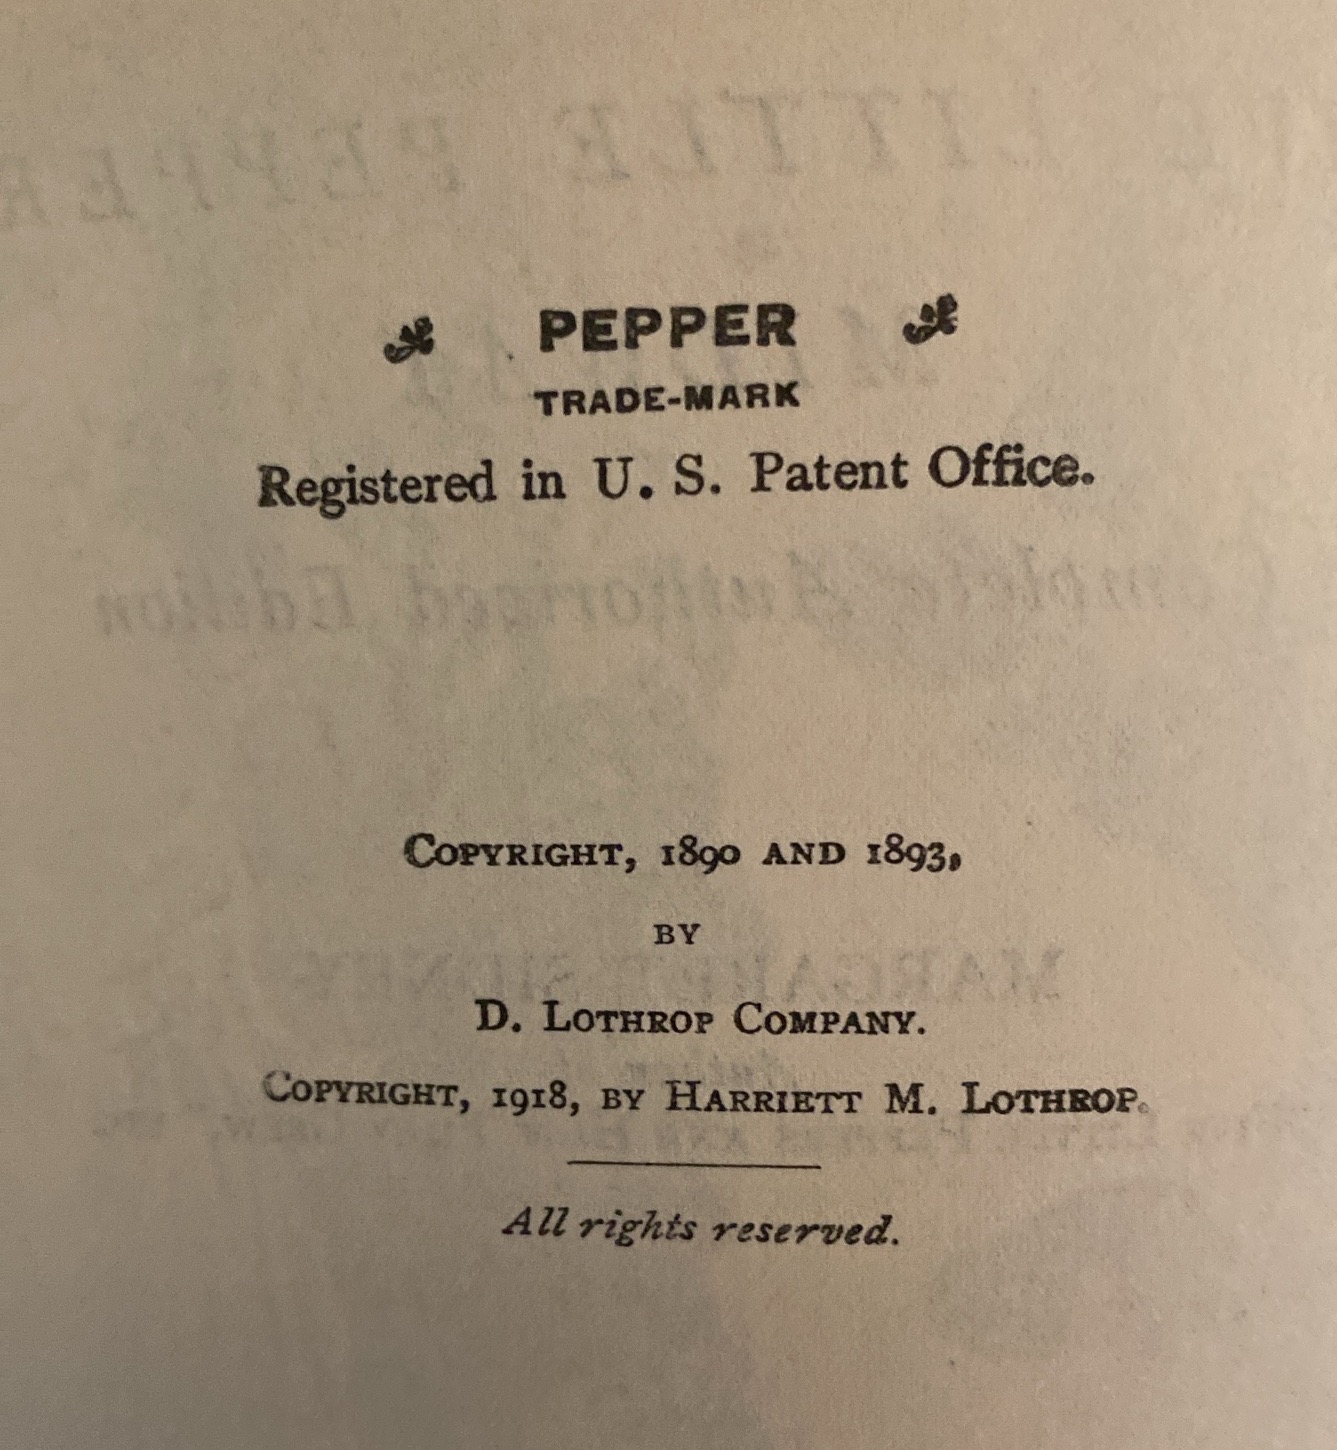 PEPPER
TRADE-MARK
Registered in U. S. Patent Office.
COPYRIGHT, 1890 AND 1893,
BY
D. LOTHROP COMPANY.
COPYRIGHT, 1918, BY HARRIETT M. LOTHROP.
All rights reserved.